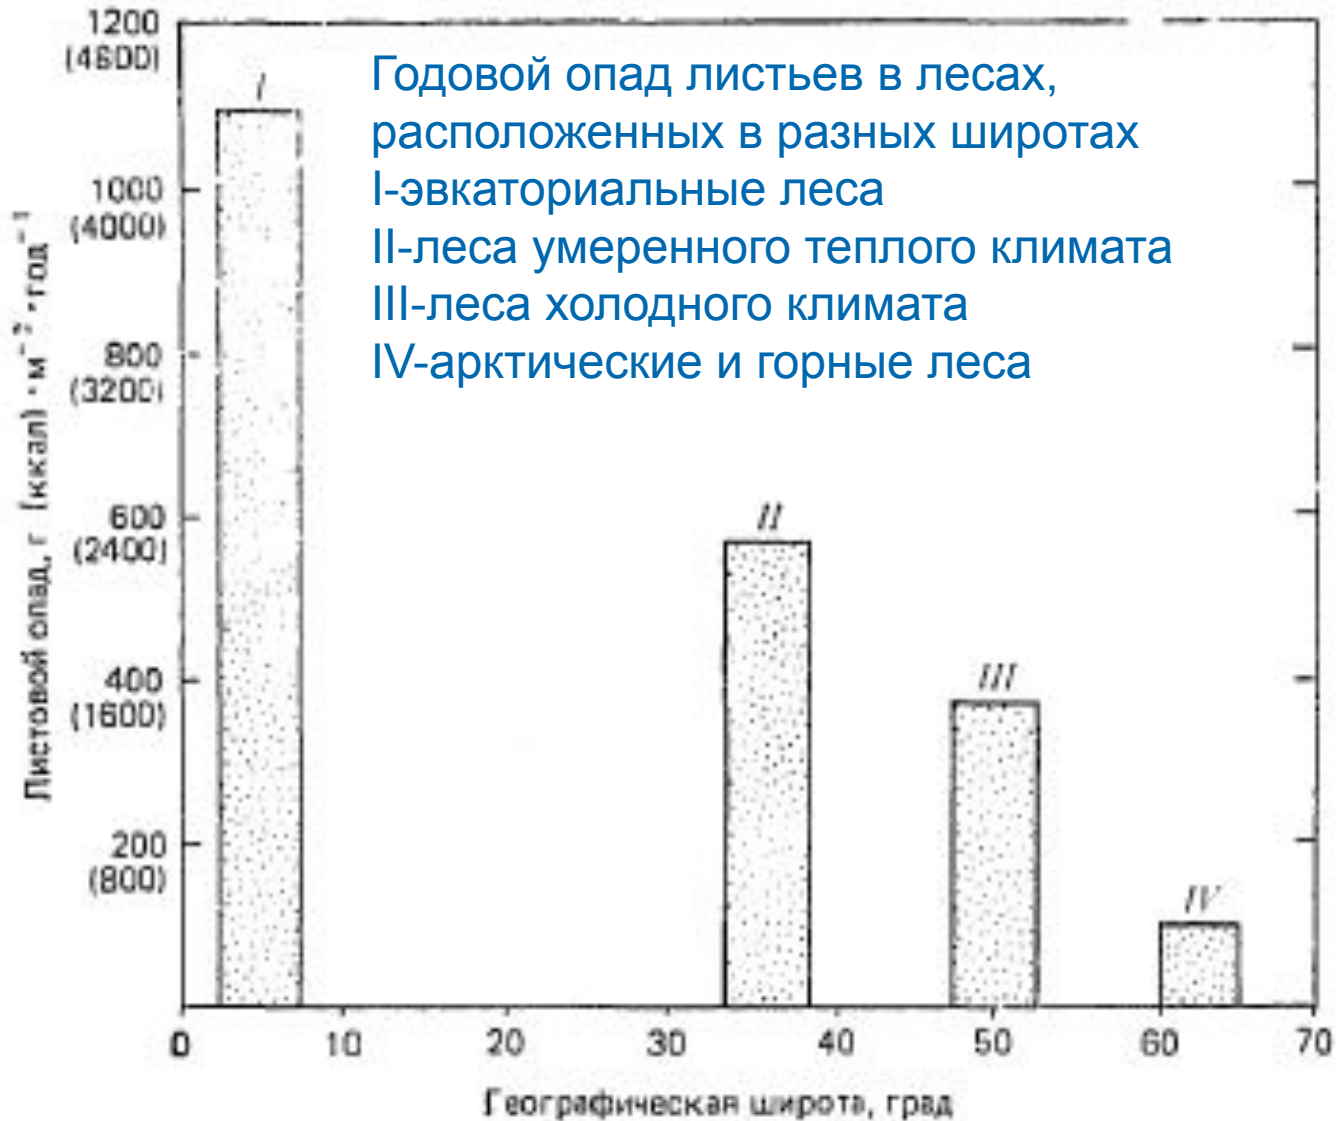 1200
(4800)
I
Годовой опад листьев в лесах,
расположенных в разных широтах
I-эвкаториальные леса
II-леса умеренного теплого климата
III-леса холодного климата
IV-арктические и горные леса
1000
(4000)
800
(3200)
600
(2400)
II
400
(1600)
III
200
(800)
IV
Листовой опад, г (ккал)·м⁻²·год⁻¹
0 10 20 30 40 50 60 70
Географическая широта, град